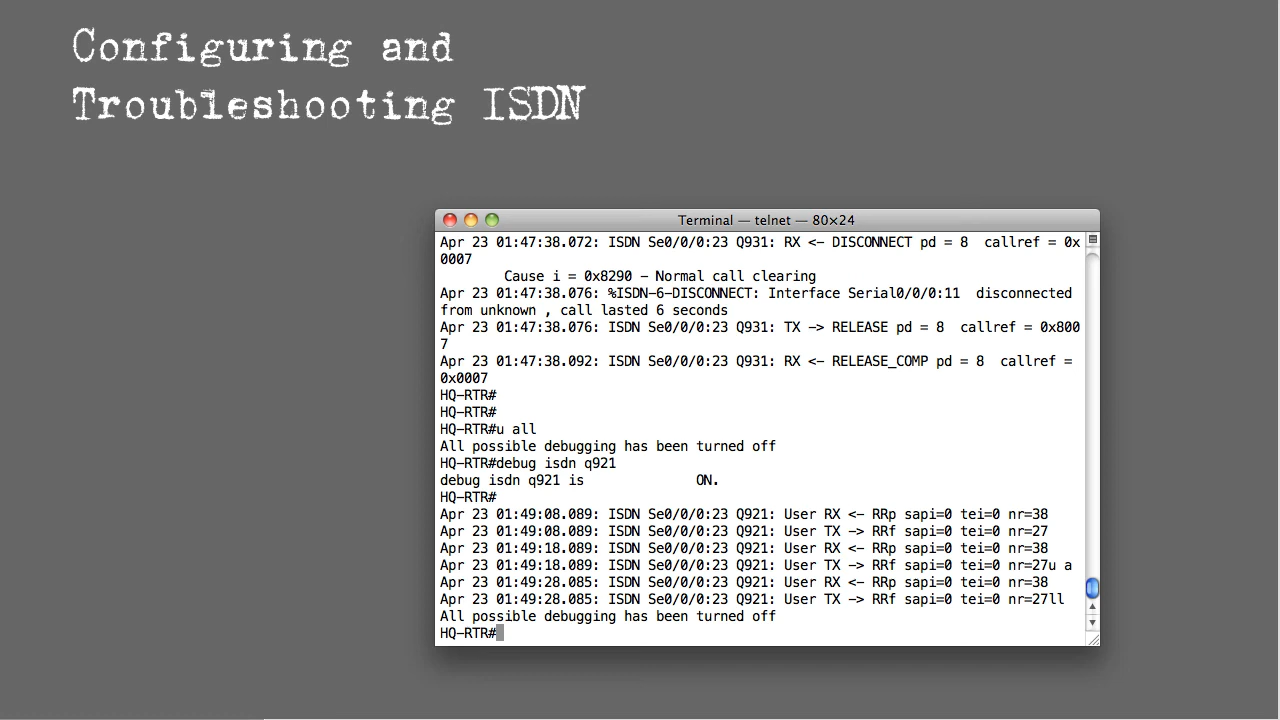 Configuring and
Troubleshooting ISDN
Terminal — telnet — 80×24
Apr 23 01:47:38.072: ISDN Se0/0/0:23 Q931: RX <- DISCONNECT pd = 8  callref = 0x
0007
        Cause i = 0x8290 - Normal call clearing
Apr 23 01:47:38.076: %ISDN-6-DISCONNECT: Interface Serial0/0/0:11  disconnected
from unknown , call lasted 6 seconds
Apr 23 01:47:38.076: ISDN Se0/0/0:23 Q931: TX -> RELEASE pd = 8  callref = 0x800
7
Apr 23 01:47:38.092: ISDN Se0/0/0:23 Q931: RX <- RELEASE_COMP pd = 8  callref =
0x0007
HQ-RTR#
HQ-RTR#
HQ-RTR#u all
All possible debugging has been turned off
HQ-RTR#debug isdn q921
debug isdn q921 is              ON.
HQ-RTR#
Apr 23 01:49:08.089: ISDN Se0/0/0:23 Q921: User RX <- RRp sapi=0 tei=0 nr=38
Apr 23 01:49:08.089: ISDN Se0/0/0:23 Q921: User TX -> RRf sapi=0 tei=0 nr=27
Apr 23 01:49:18.089: ISDN Se0/0/0:23 Q921: User RX <- RRp sapi=0 tei=0 nr=38
Apr 23 01:49:18.089: ISDN Se0/0/0:23 Q921: User TX -> RRf sapi=0 tei=0 nr=27u a
Apr 23 01:49:28.085: ISDN Se0/0/0:23 Q921: User RX <- RRp sapi=0 tei=0 nr=38
Apr 23 01:49:28.085: ISDN Se0/0/0:23 Q921: User TX -> RRf sapi=0 tei=0 nr=27ll
All possible debugging has been turned off
HQ-RTR#